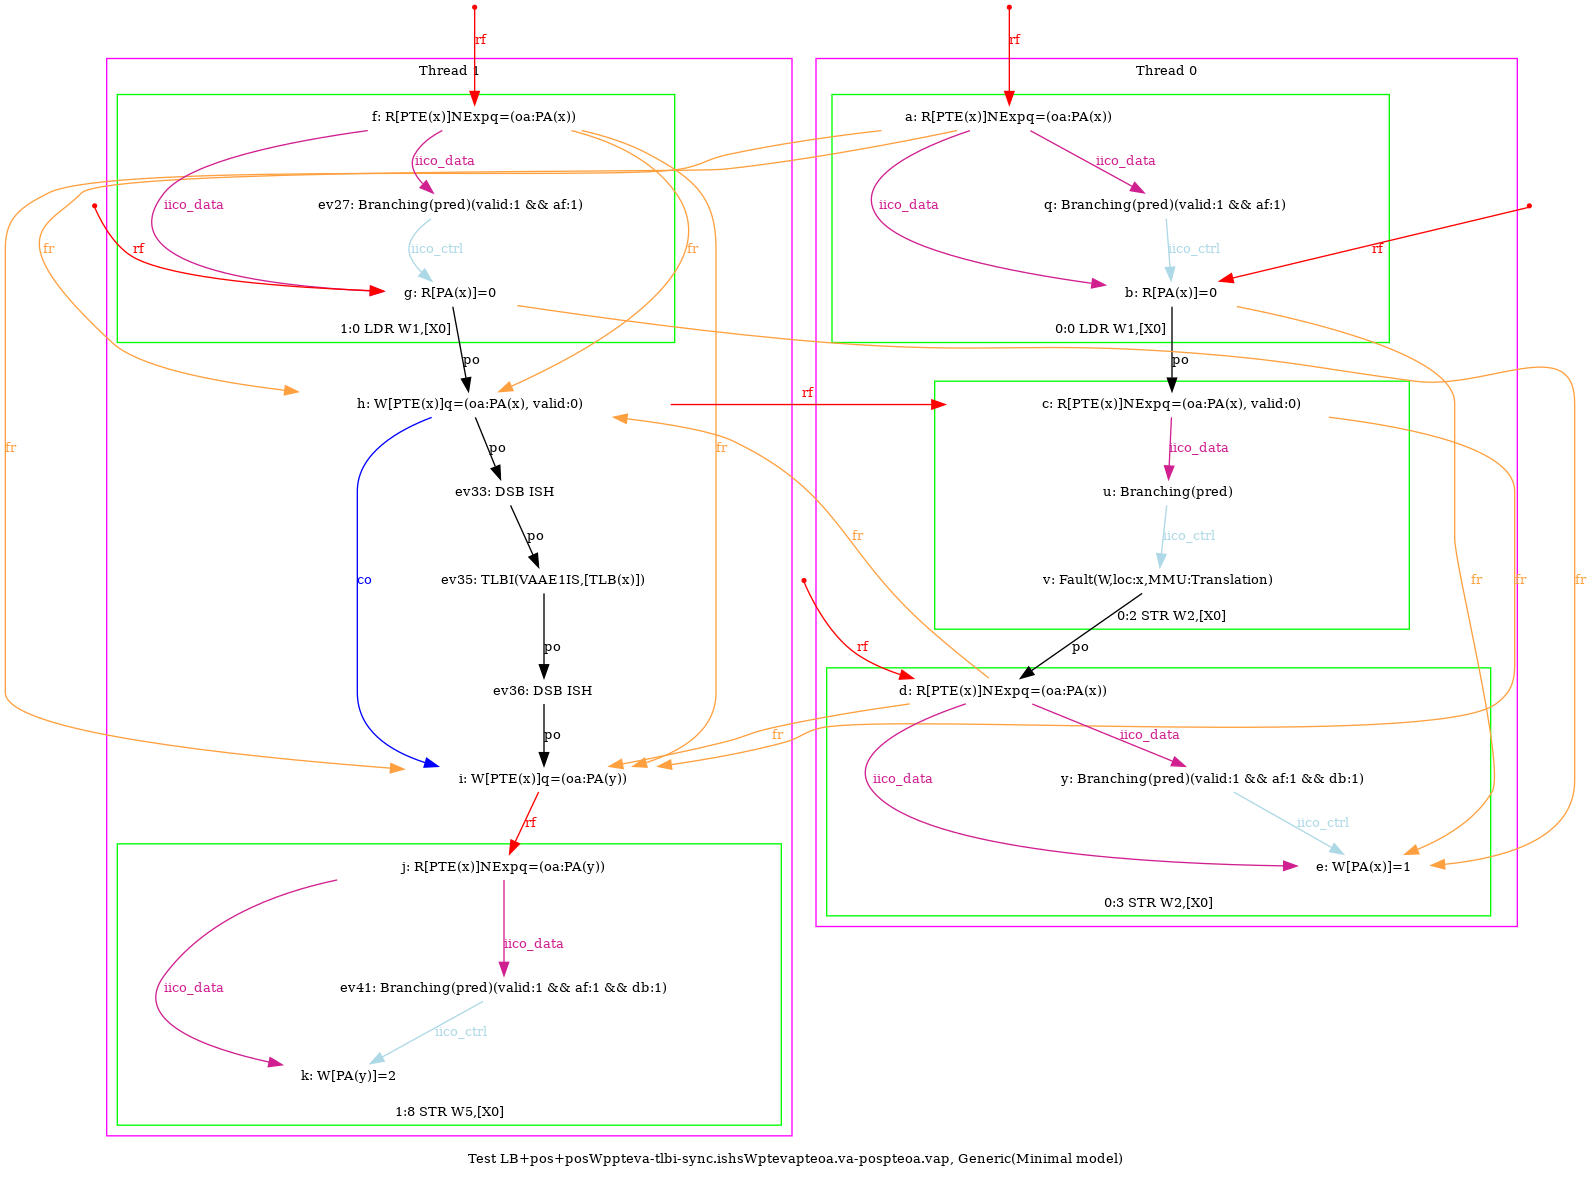 rf
rf
Thread 1
Thread 0
f: R[PTE(x)]NExpq=(oa:PA(x))
a: R[PTE(x)]NExpq=(oa:PA(x))
iico_data
iico_data
iico_data
ev27: Branching(pred)(valid:1 && af:1)
iico_data
q: Branching(pred)(valid:1 && af:1)
fr
rf
iico_ctrl
fr
iico_ctrl
rf
g: R[PA(x)]=0
b: R[PA(x)]=0
1:0 LDR W1,[X0]
0:0 LDR W1,[X0]
po
po
rf
h: W[PTE(x)]q=(oa:PA(x), valid:0)
c: R[PTE(x)]NExpq=(oa:PA(x), valid:0)
fr
po
fr
iico_data
ev33: DSB ISH
u: Branching(pred)
po
fr
iico_ctrl
co
ev35: TLBI(VAAE1IS,[TLB(x)])
v: Fault(W,loc:x,MMU:Translation)
fr
fr
fr
0:2 STR W2,[X0]
po
rf
po
ev36: DSB ISH
d: R[PTE(x)]NExpq=(oa:PA(x))
po
fr
iico_data
i: W[PTE(x)]q=(oa:PA(y))
iico_data
y: Branching(pred)(valid:1 && af:1 && db:1)
rf
iico_ctrl
j: R[PTE(x)]NExpq=(oa:PA(y))
e: W[PA(x)]=1
0:3 STR W2,[X0]
iico_data
iico_data
ev41: Branching(pred)(valid:1 && af:1 && db:1)
iico_ctrl
k: W[PA(y)]=2
1:8 STR W5,[X0]
Test LB+pos+posWppteva-tlbi-sync.ishsWptevapteoa.va-pospteoa.vap, Generic(Minimal model)